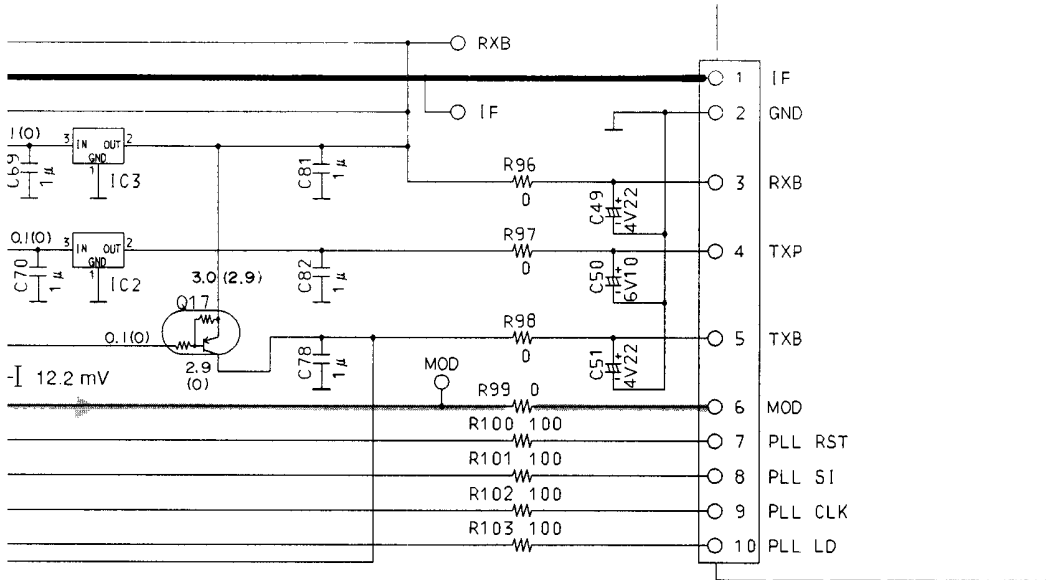 RXB
1 IF
IF
2 GND
1(0)
3 IN OUT 2
GND
1
IC3
C69
1μ
C81
1μ
R96
0
3 RXB
C49
4V22
0.1(0)
3 IN OUT 2
GND
1
IC2
C70
1μ
C82
1μ
R97
0
4 TXP
C50
6V10
3.0 (2.9)
Q17
0.1(0)
2.9
(0)
C78
1μ
R98
0
5 TXB
C51
4V22
12.2 mV
MOD
R99 0
6 MOD
R100 100
7 PLL RST
R101 100
8 PLL SI
R102 100
9 PLL CLK
R103 100
10 PLL LD